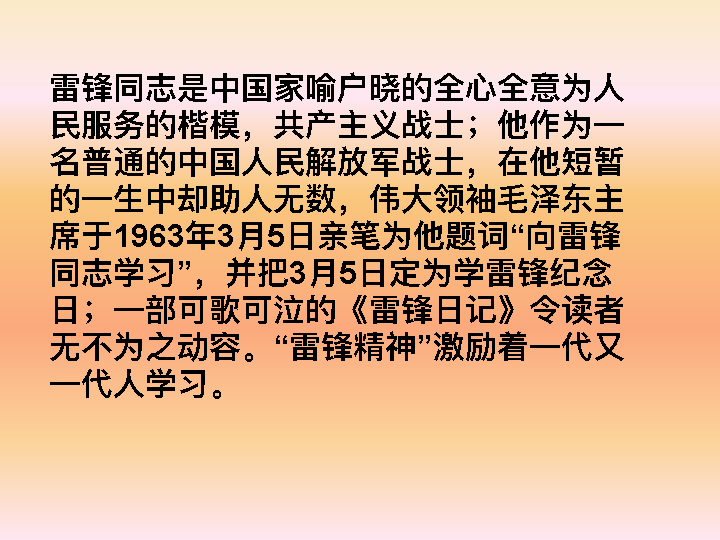 雷锋同志是中国家喻户晓的全心全意为人
民服务的楷模，共产主义战士；他作为一
名普通的中国人民解放军战士，在他短暂
的一生中却助人无数，伟大领袖毛泽东主
席于1963年3月5日亲笔为他题词“向雷锋
同志学习”，并把3月5日定为学雷锋纪念
日；一部可歌可泣的《雷锋日记》令读者
无不为之动容。“雷锋精神”激励着一代又
一代人学习。